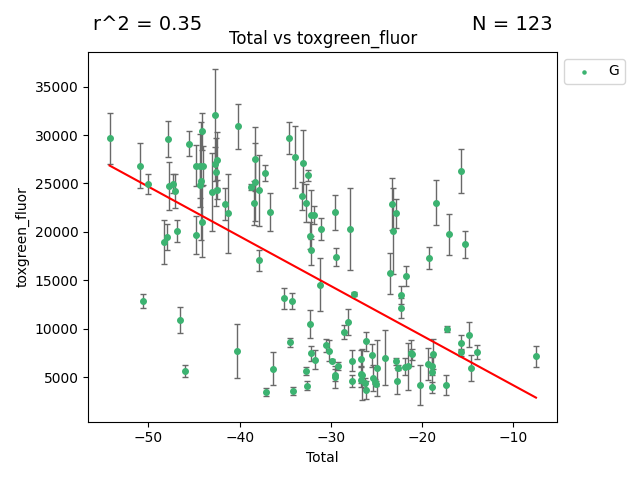 r^2 = 0.35
N = 123
Total vs toxgreen_fluor
G
35000
30000
25000
20000
15000
10000
5000
toxgreen_fluor
−50
−40
−30
−20
−10
Total